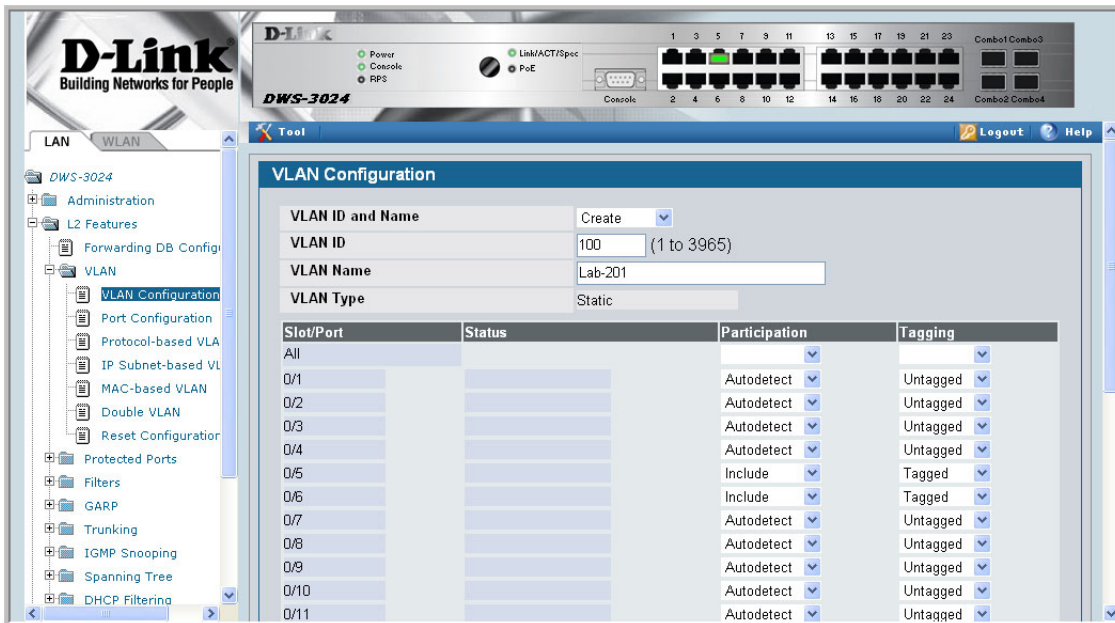 D-Link
Building Networks for People
D-Link
Power
Console
RPS
Link/ACT/Spec
PoE
DWS-3024
Console
1 3 5 7 9 11 13 15 17 19 21 23
2 4 6 8 10 12 14 16 18 20 22 24
Combo1 Combo3
Combo2 Combo4
LAN
WLAN
Tool
Logout
Help
DWS-3024
Administration
L2 Features
Forwarding DB Configu
VLAN
VLAN Configuration
Port Configuration
Protocol-based VLA
IP Subnet-based VL
MAC-based VLAN
Double VLAN
Reset Configuration
Protected Ports
Filters
GARP
Trunking
IGMP Snooping
Spanning Tree
DHCP Filtering
VLAN Configuration
VLAN ID and Name Create
VLAN ID 100 (1 to 3965)
VLAN Name Lab-201
VLAN Type Static
Slot/Port Status Participation Tagging
All
0/1 Autodetect Untagged
0/2 Autodetect Untagged
0/3 Autodetect Untagged
0/4 Autodetect Untagged
0/5 Include Tagged
0/6 Include Tagged
0/7 Autodetect Untagged
0/8 Autodetect Untagged
0/9 Autodetect Untagged
0/10 Autodetect Untagged
0/11 Autodetect Untagged